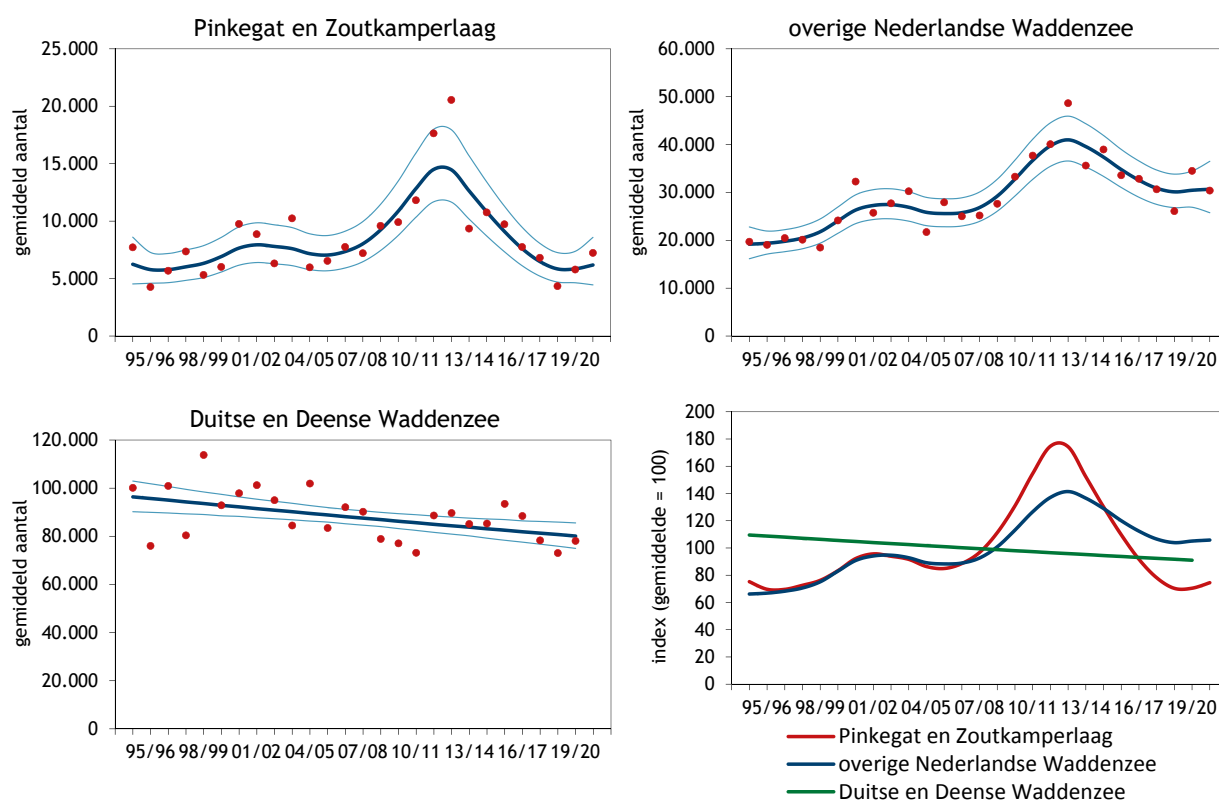 Pinkegat en Zoutkamperlaag
gemiddeld aantal
25.000
20.000
15.000
10.000
5.000
0
95/96 98/99 01/02 04/05 07/08 10/11 13/14 16/17 19/20
overige Nederlandse Waddenzee
gemiddeld aantal
60.000
50.000
40.000
30.000
20.000
10.000
0
95/96 98/99 01/02 04/05 07/08 10/11 13/14 16/17 19/20
Duitse en Deense Waddenzee
gemiddeld aantal
120.000
100.000
80.000
60.000
40.000
20.000
0
95/96 98/99 01/02 04/05 07/08 10/11 13/14 16/17 19/20
index (gemiddelde = 100)
200
180
160
140
120
100
80
60
40
20
0
95/96 98/99 01/02 04/05 07/08 10/11 13/14 16/17 19/20
Pinkegat en Zoutkamperlaag
overige Nederlandse Waddenzee
Duitse en Deense Waddenzee